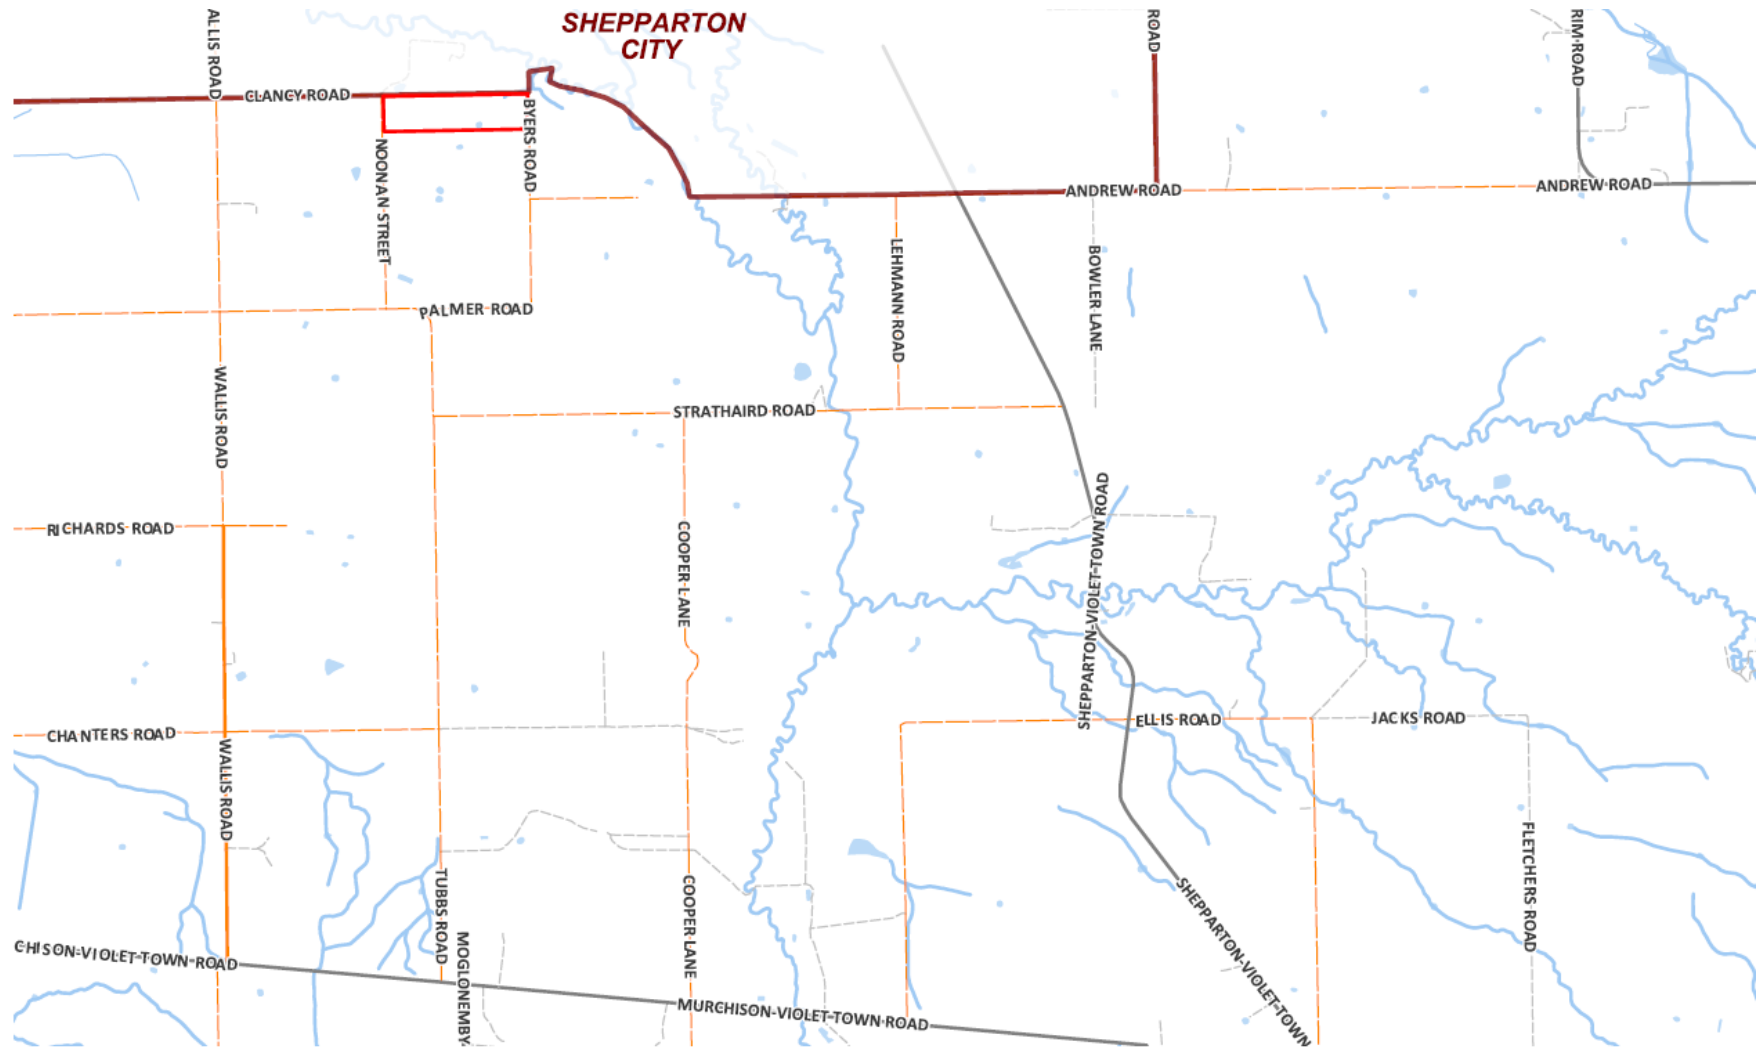 SHEPPARTON
CITY
ALLIS ROAD
CLANCY ROAD
BYERS ROAD
NOONAN STREET
ROAD
RIM ROAD
ANDREW ROAD
ANDREW ROAD
LEHMANN ROAD
BOWLER LANE
PALMER ROAD
WALLIS ROAD
STRATHAIRD ROAD
RICHARDS ROAD
COOPER LANE
SHEPPARTON-VIOLET-TOWN ROAD
CHANTERS ROAD
ELLIS ROAD
JACKS ROAD
WALLIS ROAD
TUBBS ROAD
COOPER LANE
FLETCHERS ROAD
SHEPPARTON-VIOLET-TOWN
CHISON-VIOLET TOWN ROAD
MOGLONEMBY
MURCHISON-VIOLET TOWN ROAD